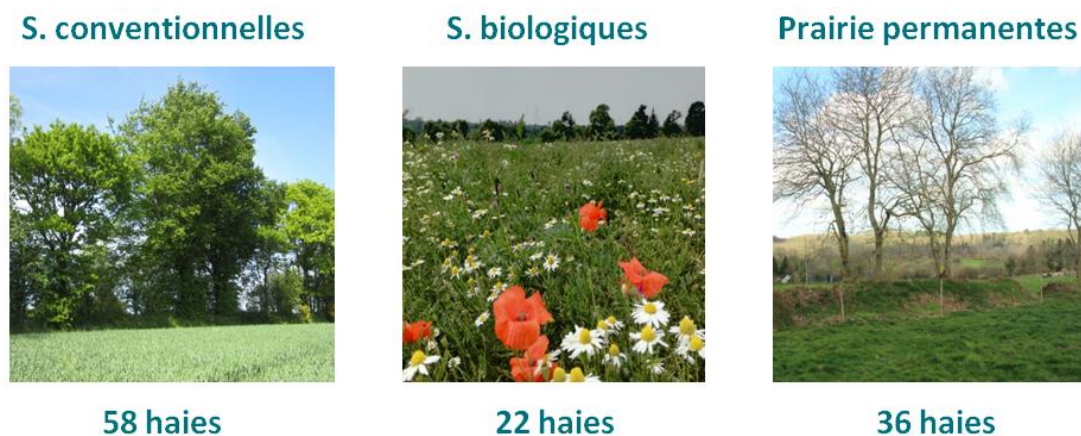 S. conventionnelles
S. biologiques
Prairie permanentes
58 haies
22 haies
36 haies